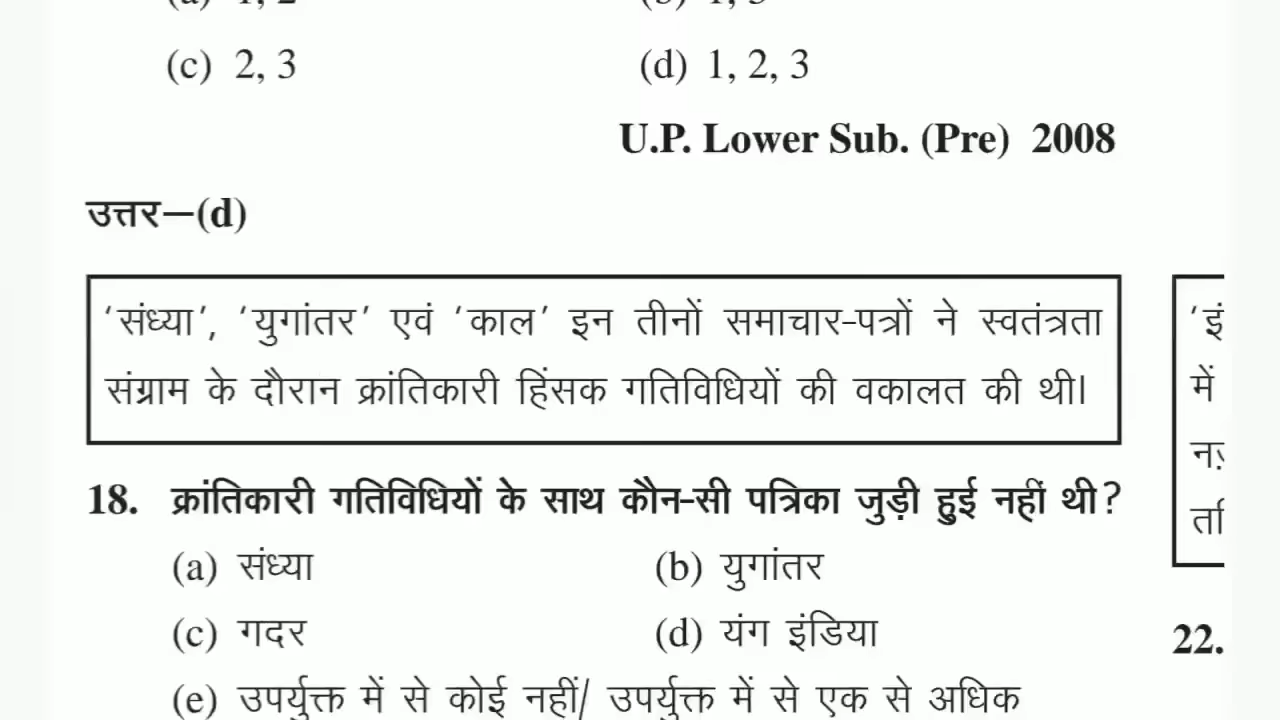 (c) 2, 3 (d) 1, 2, 3
U.P. Lower Sub. (Pre) 2008
उत्तर—(d)
‘संध्या’, ‘युगांतर’ एवं ‘काल’ इन तीनों समाचार-पत्रों ने स्वतंत्रता
संग्राम के दौरान क्रांतिकारी हिंसक गतिविधियों की वकालत की थी।
18. क्रांतिकारी गतिविधियों के साथ कौन-सी पत्रिका जुड़ी हुई नहीं थी?
(a) संध्या (b) युगांतर
(c) गदर (d) यंग इंडिया
(e) उपर्युक्त में से कोई नहीं/ उपर्युक्त में से एक से अधिक
में
22.